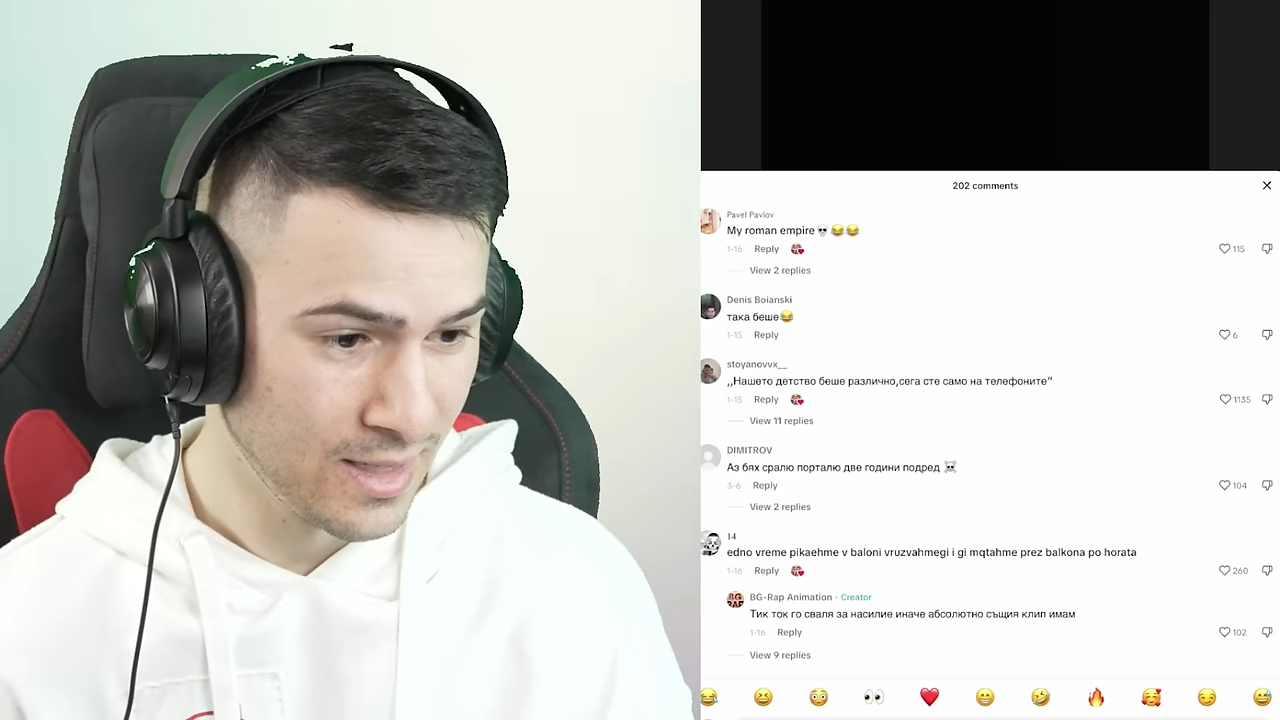 202 comments
Pavel Pavlov
My roman empire💀😂😂
1-16 Reply
115
View 2 replies
Denis Boianski
така беше😂
1-15 Reply
6
stoyanovvx__
,,Нашето детство беше различно,сега сте само на телефоните"
1-15 Reply
1135
View 11 replies
DIMITROV
Аз бях сралю порталю две години подред ☠️
3-6 Reply
104
View 2 replies
14
edno vreme pikaehme v baloni vruzvahmegi i gi mqtahme prez balkona po horata
1-16 Reply
260
BG-Rap Animation · Creator
Тик ток го сваля за насилие иначе абсолютно същия клип имам
1-16 Reply
102
View 9 replies